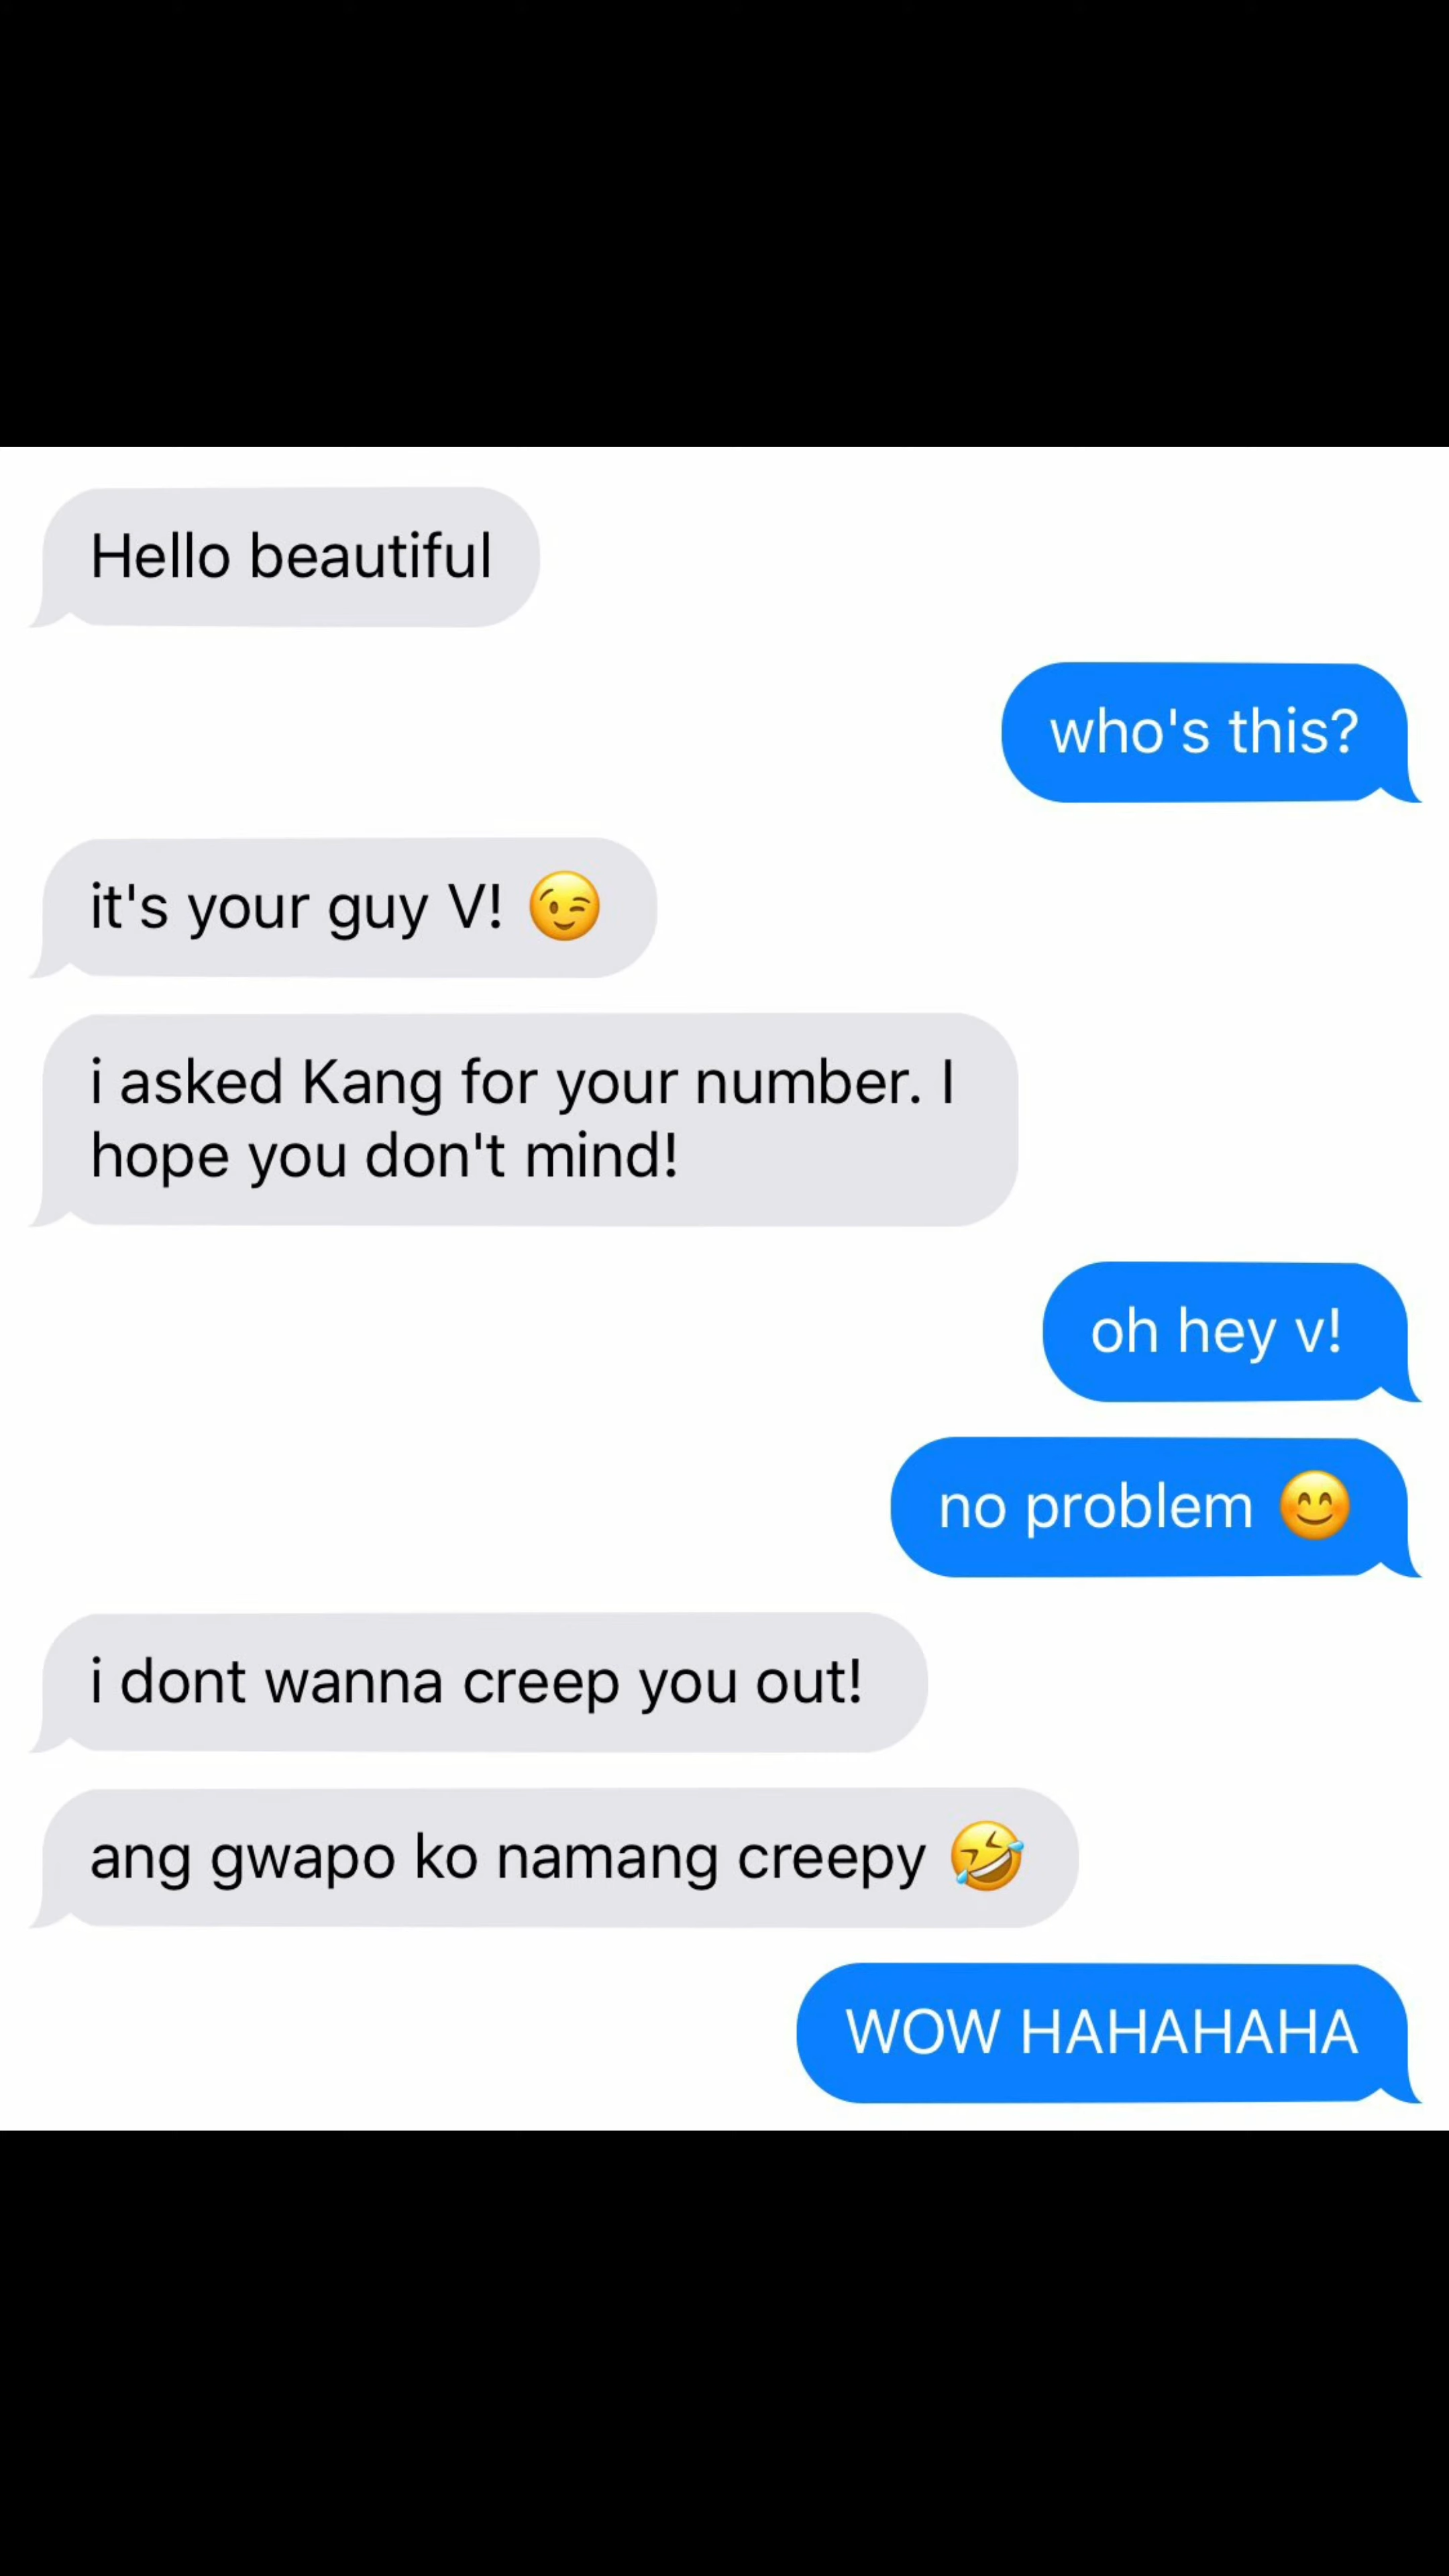 Hello beautiful
who's this?
it's your guy V! 😉
i asked Kang for your number. I
hope you don't mind!
oh hey v!
no problem 😊
i dont wanna creep you out!
ang gwapo ko namang creepy 🤣
WOW HAHAHAHA